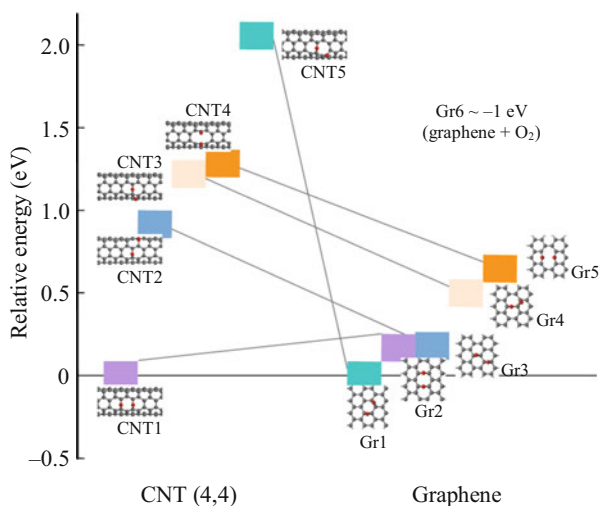 2.0
1.5
1.0
0.5
0
–0.5
Relative energy (eV)
CNT5
CNT4
CNT3
CNT2
CNT1
Gr6 ~ –1 eV
(graphene + O₂)
Gr5
Gr4
Gr3
Gr2
Gr1
CNT (4,4)
Graphene